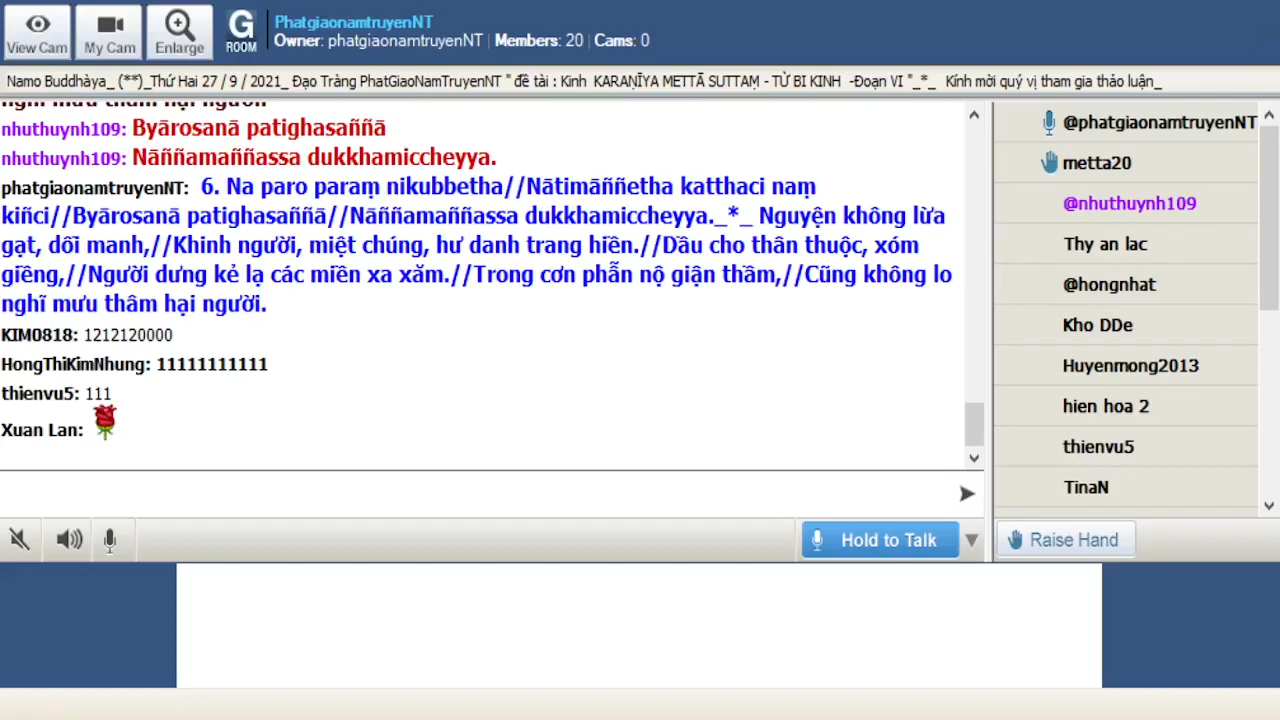 View Cam
My Cam
Enlarge
G
ROOM
PhatgiaonamtruyenNT
Owner: phatgiaonamtruyenNT | Members: 20 | Cams: 0
Namo Buddhàya_ (**)_Thứ Hai 27 / 9 / 2021_ Đạo Tràng PhatGiaoNamTruyenNT " đề tài : Kinh KARAṆĪYA METTĀ SUTTAṂ - TỪ BI KINH -Đoạn VI "_*_ Kính mời quý vị tham gia thảo luận_
nghĩ mưu thâm hại người.
nhuthuynh109: Byārosanā patighasaññā
nhuthuynh109: Nāññamaññassa dukkhamiccheyya.
phatgiaonamtruyenNT: 6. Na paro paraṃ nikubbetha//Nātimāññetha katthaci naṃ
kiñci//Byārosanā patighasaññā//Nāññamaññassa dukkhamiccheyya._*_ Nguyện không lừa
gạt, dối manh,//Khinh người, miệt chúng, hư danh trang hiền.//Dầu cho thân thuộc, xóm
giềng,//Người dưng kẻ lạ các miền xa xăm.//Trong cơn phẫn nộ giận thầm,//Cũng không lo
nghĩ mưu thâm hại người.
KIM0818: 1212120000
HongThiKimNhung: 11111111111
thienvu5: 111
Xuan Lan:
@phatgiaonamtruyenNT
metta20
@nhuthuynh109
Thy an lac
@hongnhat
Kho DDe
Huyenmong2013
hien hoa 2
thienvu5
TinaN
Hold to Talk
Raise Hand